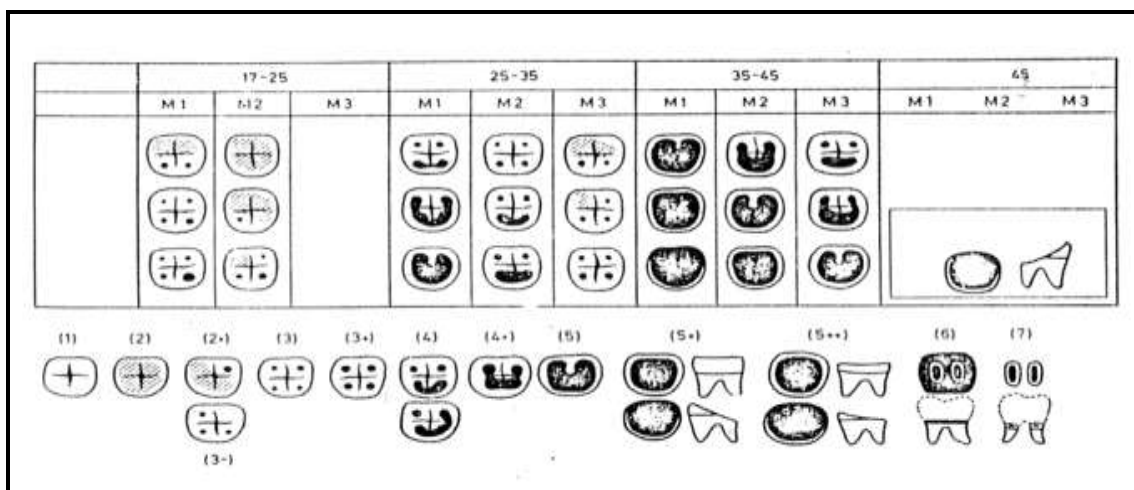 17-25 25-35 35-45 45
M1 M2 M3 M1 M2 M3 M1 M2 M3 M1 M2 M3
(1) (2) (2+) (3) (3+) (4) (4+) (5) (5+) (5++) (6) (7)
(3-)